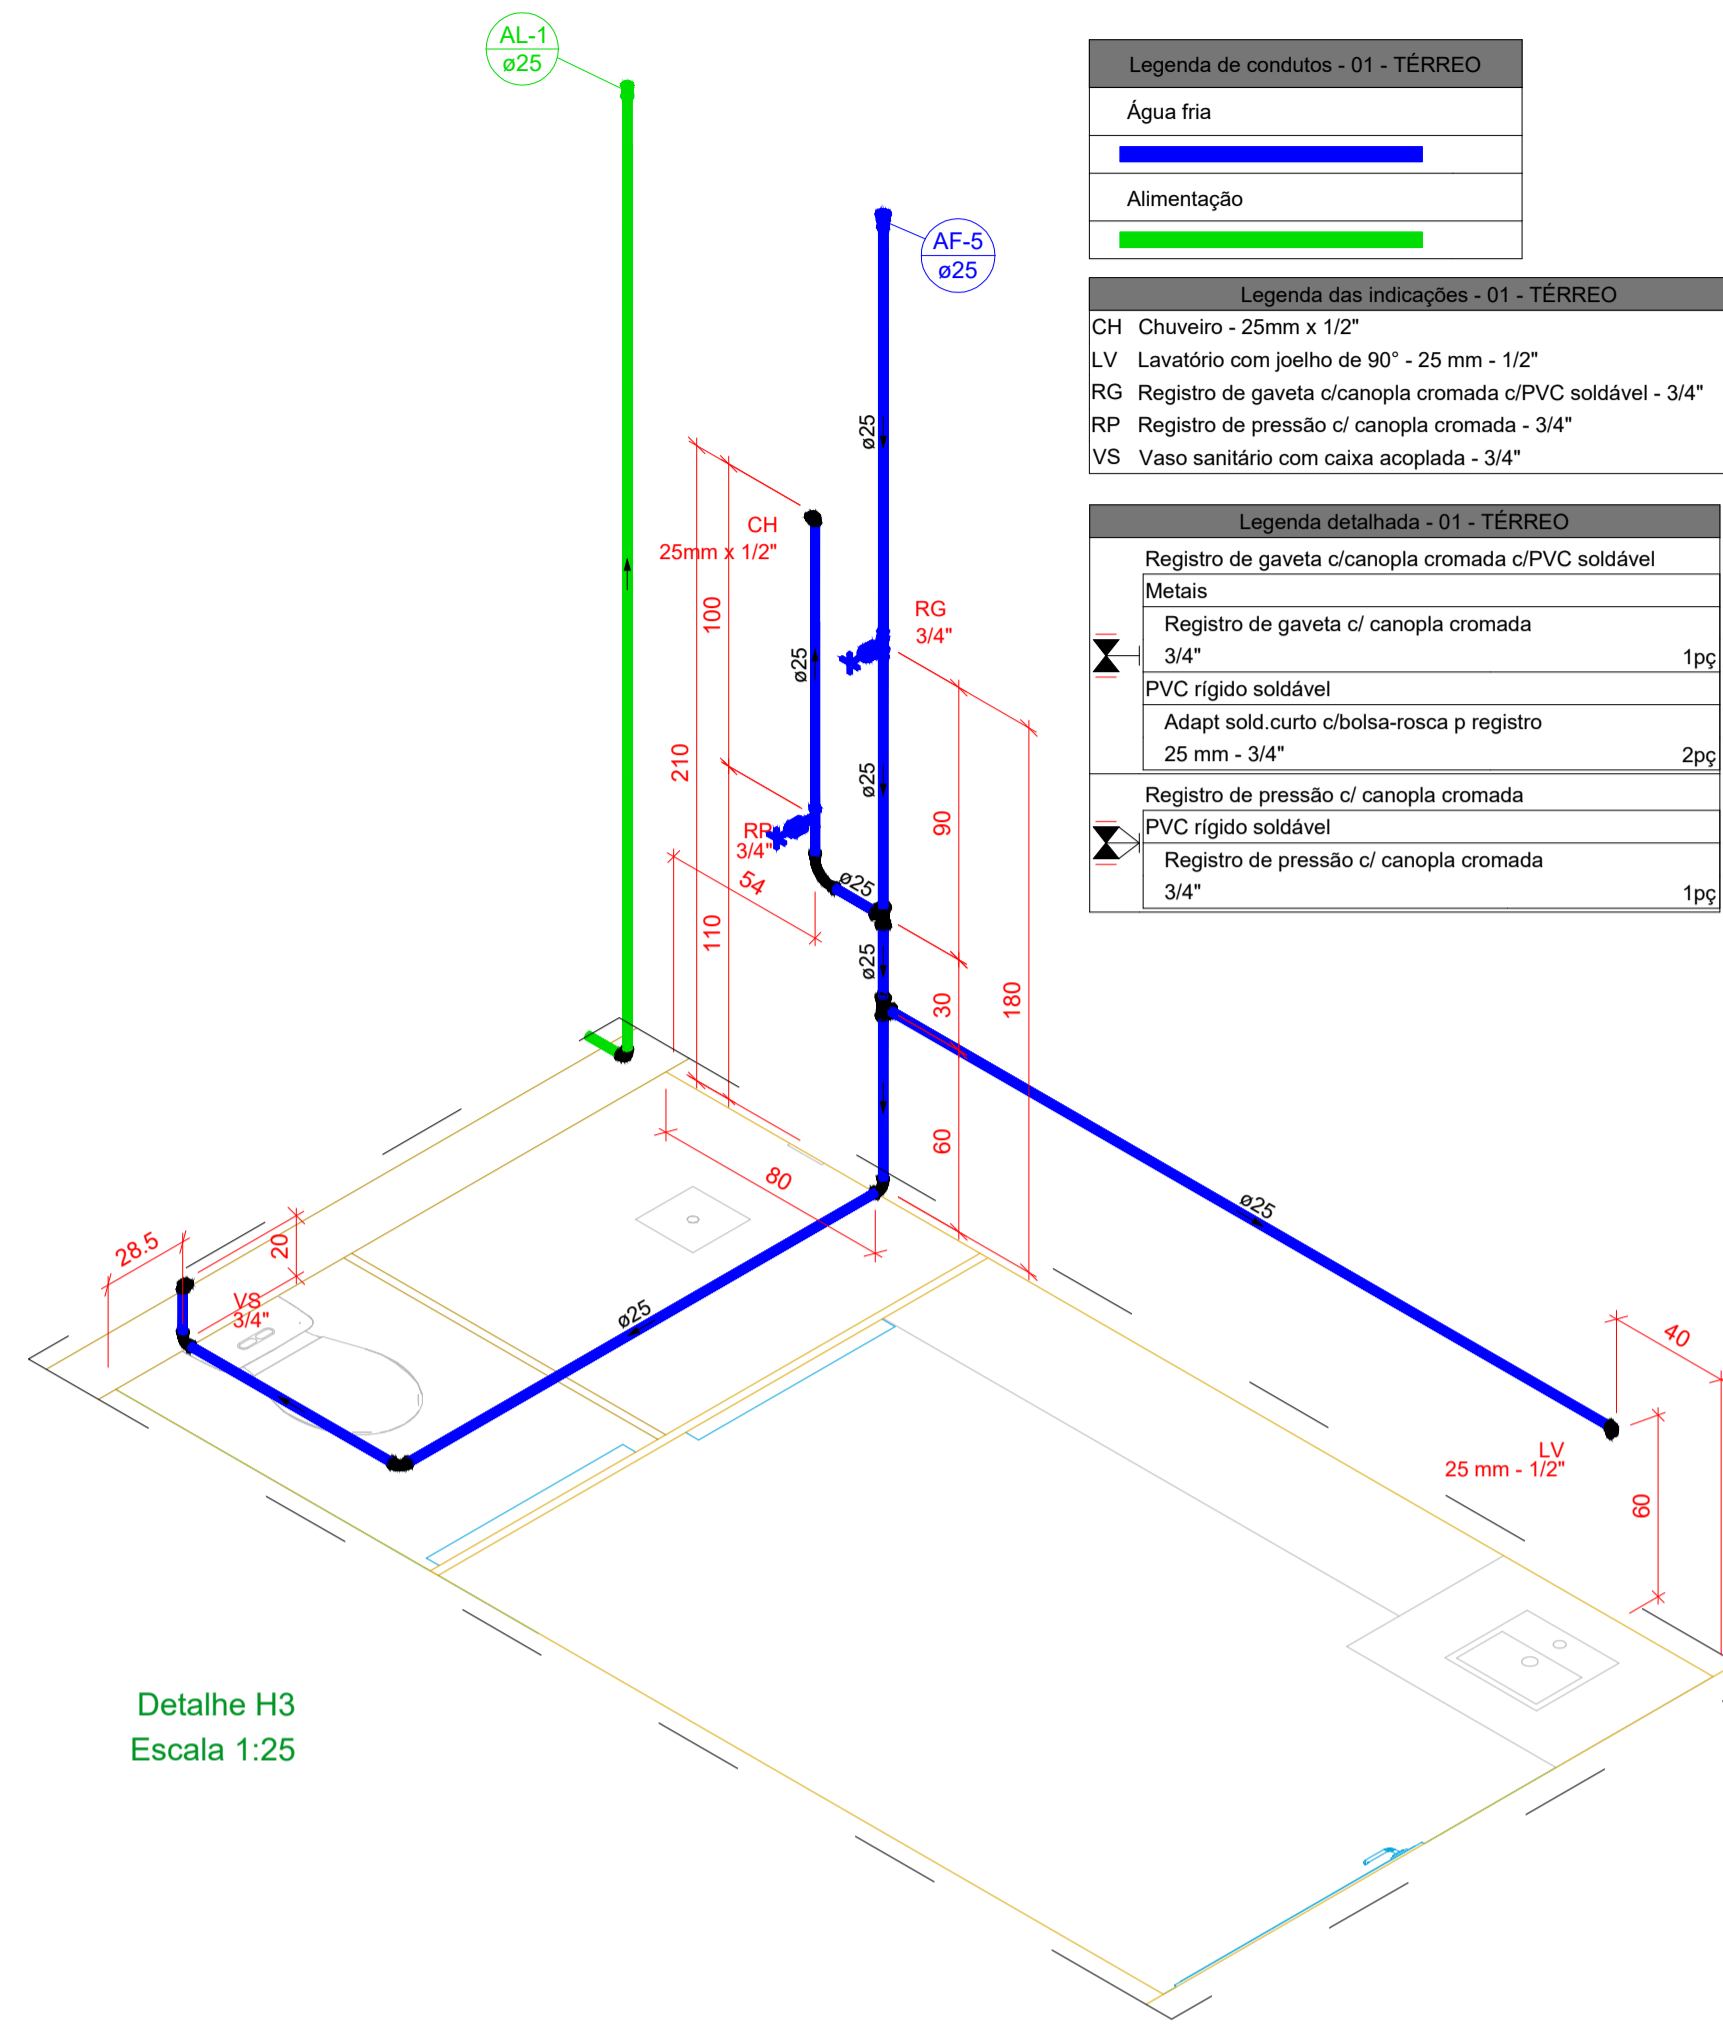 AL-1
ø25
AF-5
ø25
Legenda de condutos - 01 - TÉRREO
Água fria
Alimentação
Legenda das indicações - 01 - TÉRREO
CH Chuveiro - 25mm x 1/2"
LV Lavatório com joelho de 90° - 25 mm - 1/2"
RG Registro de gaveta c/canopla cromada c/PVC soldável - 3/4"
RP Registro de pressão c/ canopla cromada - 3/4"
VS Vaso sanitário com caixa acoplada - 3/4"
Legenda detalhada - 01 - TÉRREO
Registro de gaveta c/canopla cromada c/PVC soldável
Metais
Registro de gaveta c/ canopla cromada
3/4" 1pç
PVC rígido soldável
Adapt sold.curto c/bolsa-rosca p registro
25 mm - 3/4" 2pç
Registro de pressão c/ canopla cromada
PVC rígido soldável
Registro de pressão c/ canopla cromada
3/4" 1pç
ø25
CH
25mm x 1/2"
100
RG
3/4"
ø25
210
ø25
90
RP
3/4"
54
ø25
110
ø25
30
180
60
80
ø25
28.5
20
VS
3/4"
ø25
40
LV
25 mm - 1/2"
60
Detalhe H3
Escala 1:25